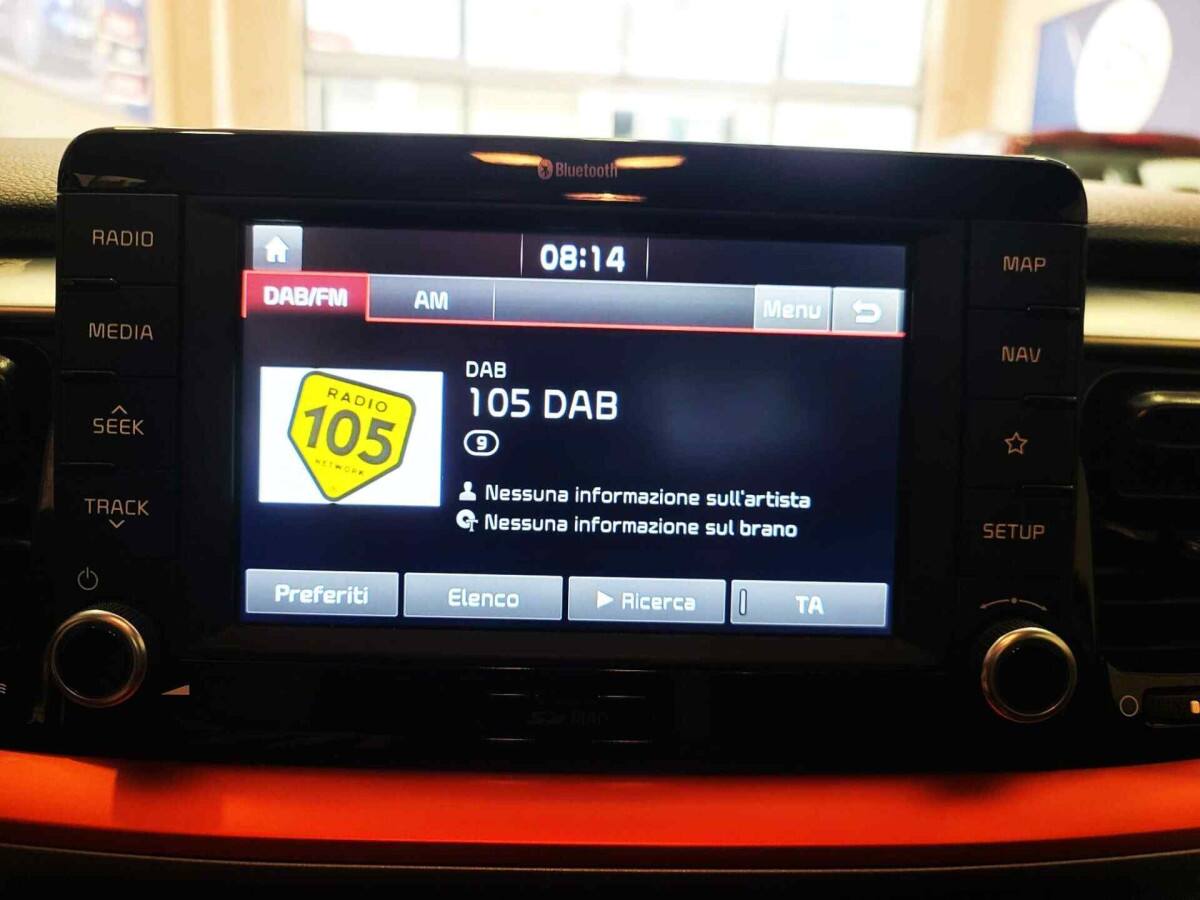 Bluetooth
RADIO
MEDIA
SEEK
TRACK
08:14
DAB/FM
AM
Menu
RADIO
105
NETWORK
DAB
105 DAB
9
Nessuna informazione sull'artista
Nessuna informazione sul brano
Preferiti
Elenco
Ricerca
TA
MAP
NAV
SETUP